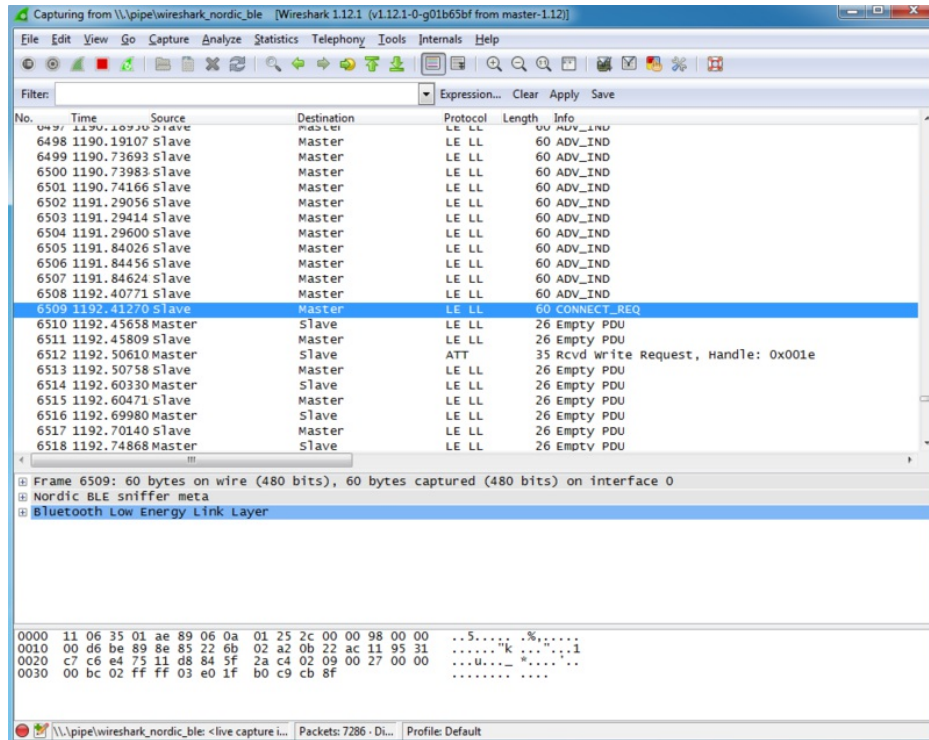 Capturing from \\.\pipe\wireshark_nordic_ble [Wireshark 1.12.1 (v1.12.1-0-g01b65bf from master-1.12)]
File Edit View Go Capture Analyze Statistics Telephony Tools Internals Help
Filter: Expression... Clear Apply Save
No. Time Source Destination Protocol Length Info
6497 1190.18936 Slave Master LE LL 60 ADV_IND
6498 1190.19107 Slave Master LE LL 60 ADV_IND
6499 1190.73693 Slave Master LE LL 60 ADV_IND
6500 1190.73983 Slave Master LE LL 60 ADV_IND
6501 1190.74166 Slave Master LE LL 60 ADV_IND
6502 1191.29056 Slave Master LE LL 60 ADV_IND
6503 1191.29414 Slave Master LE LL 60 ADV_IND
6504 1191.29600 Slave Master LE LL 60 ADV_IND
6505 1191.84026 Slave Master LE LL 60 ADV_IND
6506 1191.84456 Slave Master LE LL 60 ADV_IND
6507 1191.84624 Slave Master LE LL 60 ADV_IND
6508 1192.40771 Slave Master LE LL 60 ADV_IND
6509 1192.41270 Slave Master LE LL 60 CONNECT_REQ
6510 1192.45658 Master Slave LE LL 26 Empty PDU
6511 1192.45809 Slave Master LE LL 26 Empty PDU
6512 1192.50610 Master Slave ATT 35 Rcvd Write Request, Handle: 0x001e
6513 1192.50758 Slave Master LE LL 26 Empty PDU
6514 1192.60330 Master Slave LE LL 26 Empty PDU
6515 1192.60471 Slave Master LE LL 26 Empty PDU
6516 1192.69980 Master Slave LE LL 26 Empty PDU
6517 1192.70140 Slave Master LE LL 26 Empty PDU
6518 1192.74868 Master Slave LE LL 26 Empty PDU
Frame 6509: 60 bytes on wire (480 bits), 60 bytes captured (480 bits) on interface 0
Nordic BLE sniffer meta
Bluetooth Low Energy Link Layer
0000 11 06 35 01 ae 89 06 0a 01 25 2c 00 00 98 00 00 ..5..... .%,.....
0010 00 d6 be 89 8e 85 22 6b 02 a2 0b 22 ac 11 95 31 ......"k ..."...1
0020 c7 c6 e4 75 11 d8 84 5f 2a c4 02 09 00 27 00 00 ...u..._ *....'..
0030 00 bc 02 ff ff 03 e0 1f b0 c9 cb 8f ........ ....
\\.\pipe\wireshark_nordic_ble: <live capture i... Packets: 7286 · Di... Profile: Default